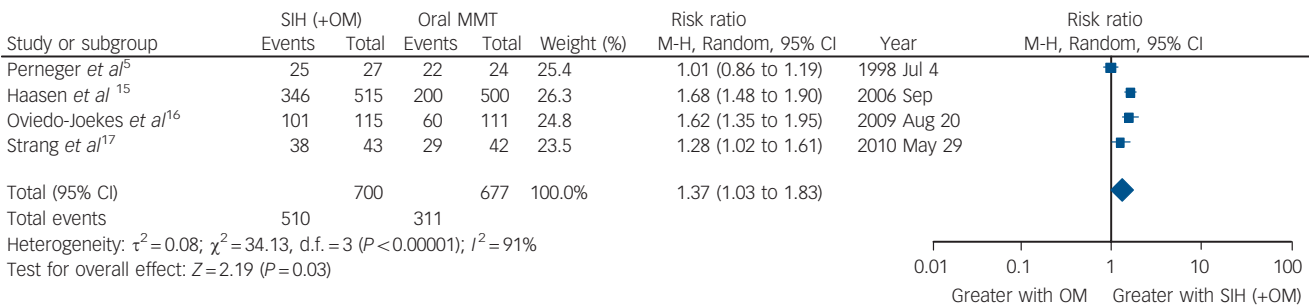 SIH (+OM) Oral MMT Risk ratio Risk ratio
Study or subgroup Events Total Events Total Weight (%) M-H, Random, 95% CI Year M-H, Random, 95% CI
Perneger et al5 25 27 22 24 25.4 1.01 (0.86 to 1.19) 1998 Jul 4
Haasen et al 15 346 515 200 500 26.3 1.68 (1.48 to 1.90) 2006 Sep
Oviedo-Joekes et al16 101 115 60 111 24.8 1.62 (1.35 to 1.95) 2009 Aug 20
Strang et al17 38 43 29 42 23.5 1.28 (1.02 to 1.61) 2010 May 29
Total (95% CI) 700 677 100.0% 1.37 (1.03 to 1.83)
Total events 510 311
Heterogeneity: τ2 = 0.08; χ2 = 34.13, d.f. = 3 (P < 0.00001); I2 = 91%
Test for overall effect: Z = 2.19 (P = 0.03)
0.01 0.1 1 10 100
Greater with OM Greater with SIH (+OM)